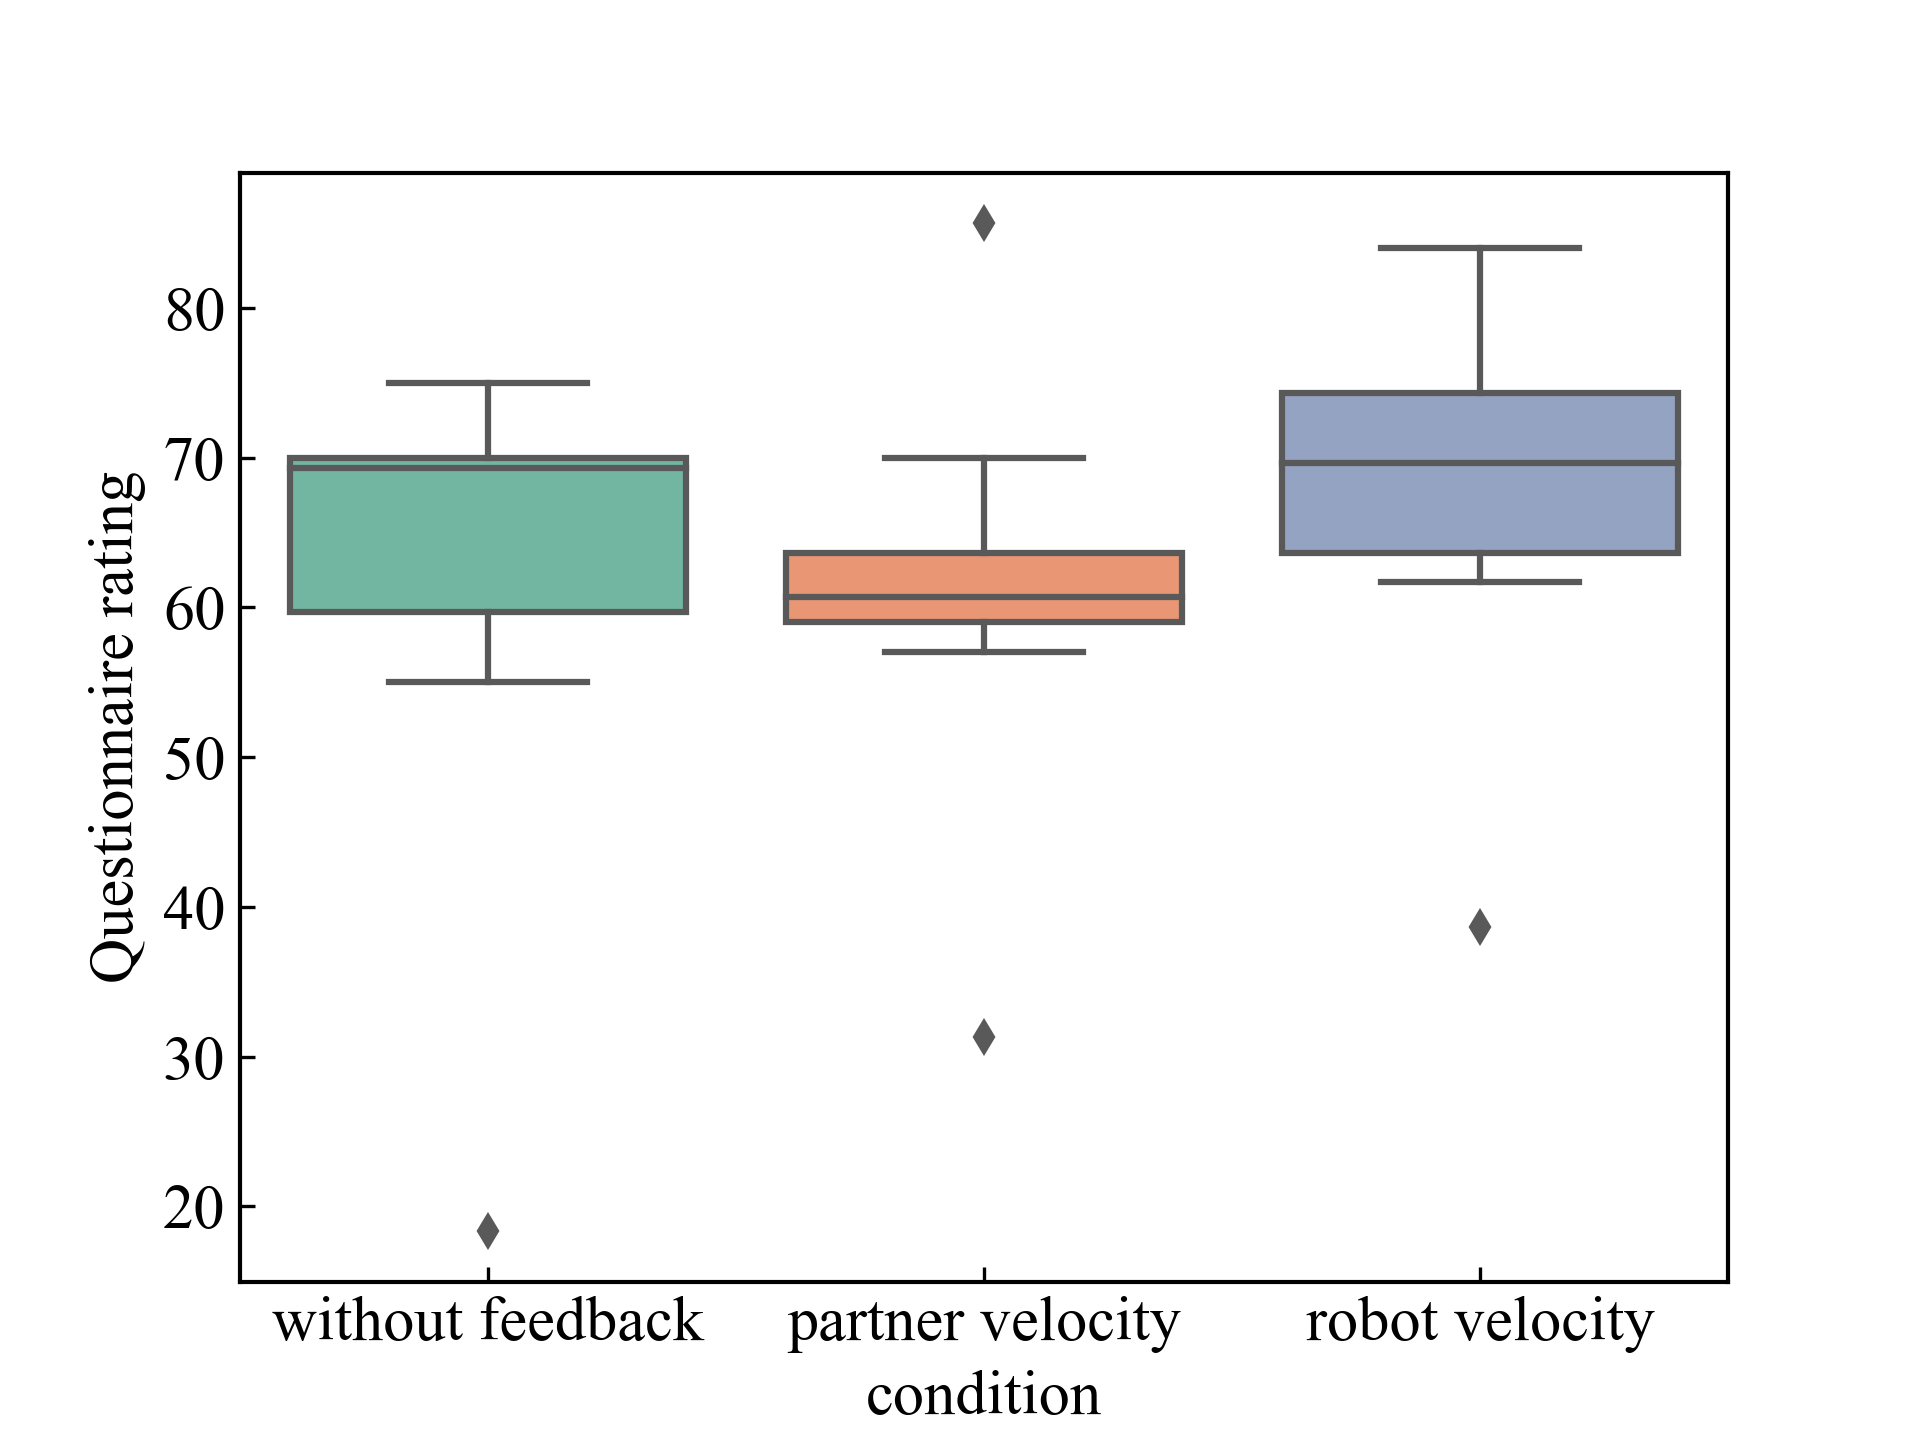 80
70
60
50
40
30
20
Questionnaire rating
without feedback
partner velocity
robot velocity
condition